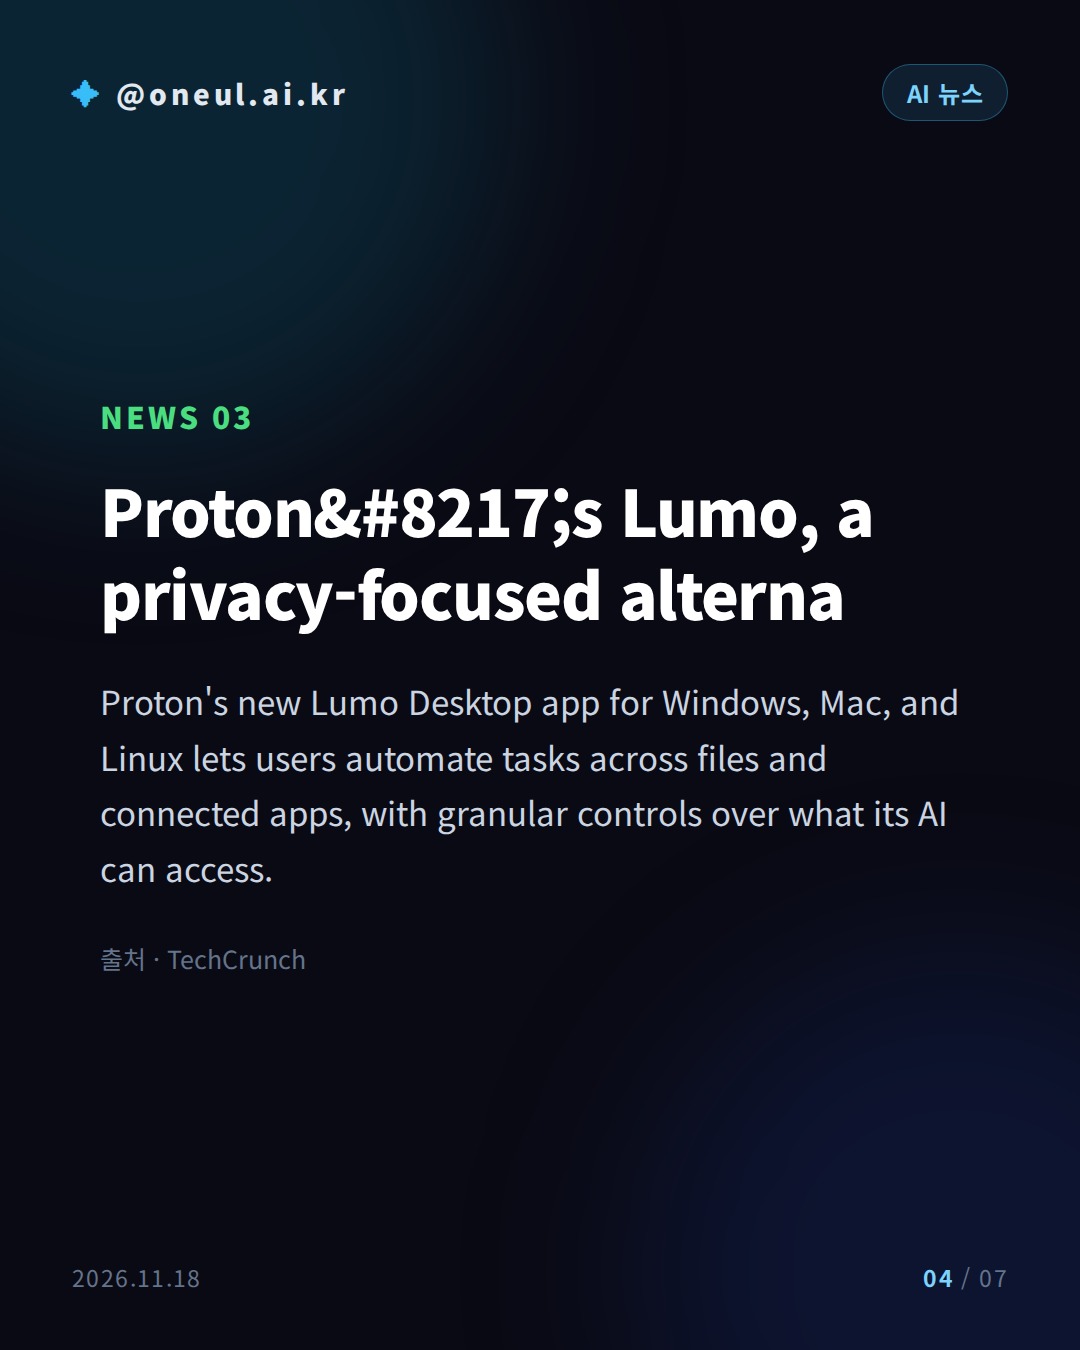 @oneul.ai.kr
AI 뉴스
NEWS 03
Proton&#8217;s Lumo, a
privacy-focused alterna
Proton's new Lumo Desktop app for Windows, Mac, and
Linux lets users automate tasks across files and
connected apps, with granular controls over what its AI
can access.
출처 · TechCrunch
2026.11.18
04 / 07